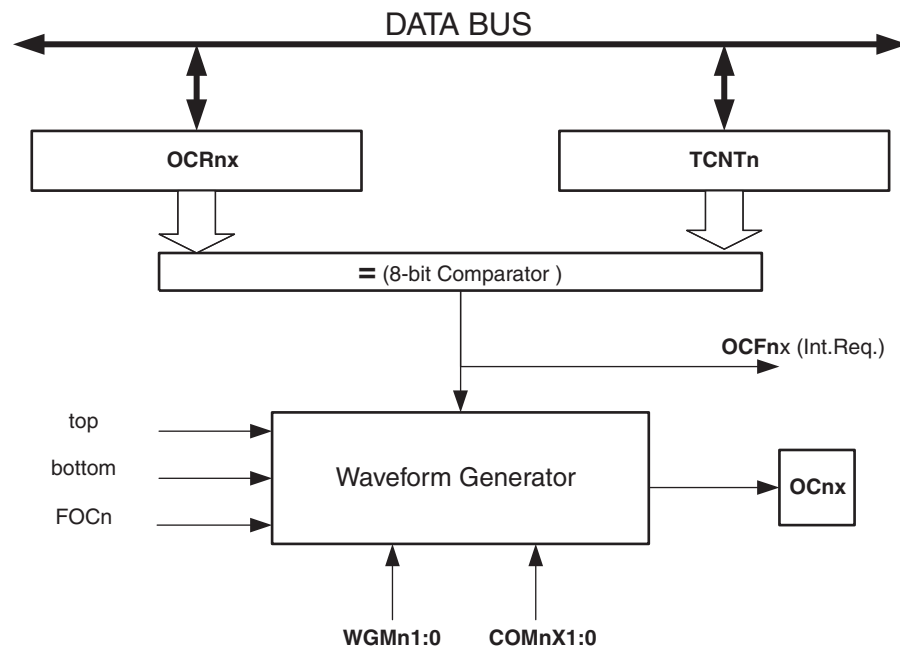 DATA BUS
OCRnx
TCNTn
= (8-bit Comparator )
OCFnx (Int.Req.)
top
bottom
FOCn
Waveform Generator
OCnx
WGMn1:0
COMnX1:0